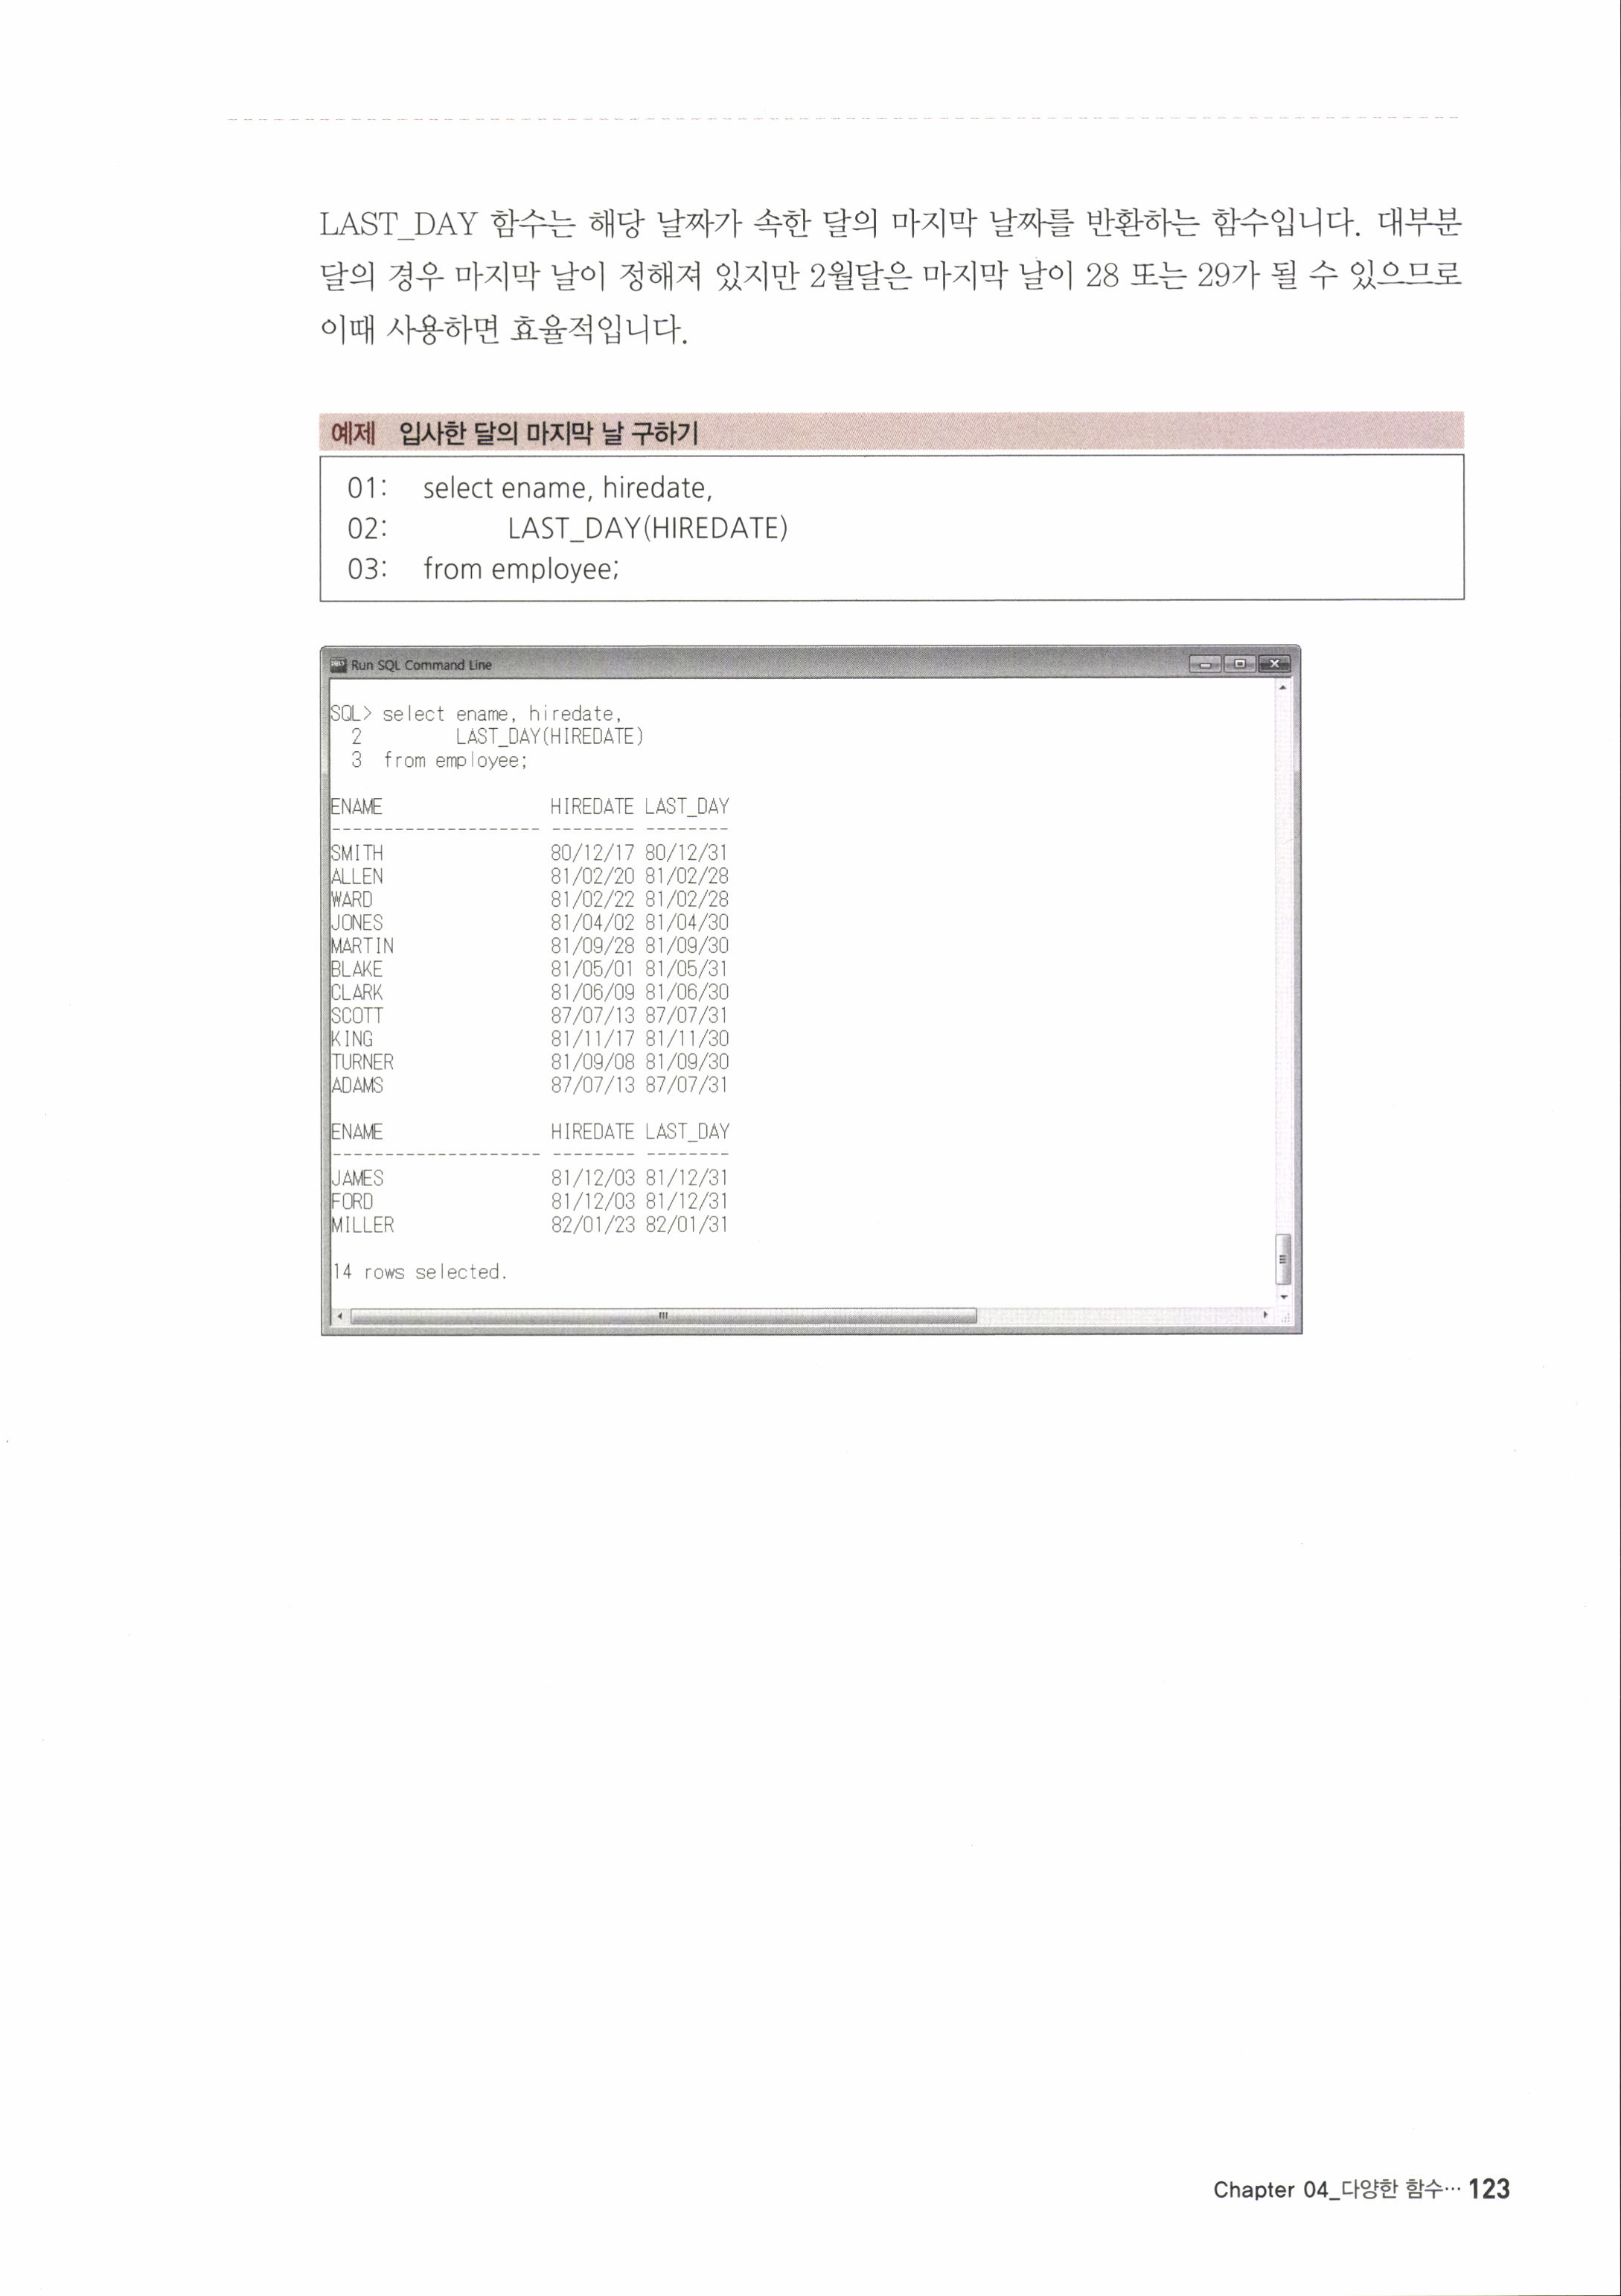 LAST_DAY 함수는 해당 날짜가 속한 달의 마지막 날짜를 반환하는 함수입니다. 대부분
달의 경우 마지막 날이 정해져 있지만 2월달은 마지막 날이 28 또는 29가 될 수 있으므로
이때 사용하면 효율적입니다.
예제 입사한 달의 마지막 날 구하기
01: select ename, hiredate,
02: LAST_DAY(HIREDATE)
03: from employee;
Run SQL Command Line
SQL> select ename, hiredate,
2 LAST_DAY(HIREDATE)
3 from employee;
ENAME HIREDATE LAST_DAY
-------------------- -------- --------
SMITH 80/12/17 80/12/31
ALLEN 81/02/20 81/02/28
WARD 81/02/22 81/02/28
JONES 81/04/02 81/04/30
MARTIN 81/09/28 81/09/30
BLAKE 81/05/01 81/05/31
CLARK 81/06/09 81/06/30
SCOTT 87/07/13 87/07/31
KING 81/11/17 81/11/30
TURNER 81/09/08 81/09/30
ADAMS 87/07/13 87/07/31
ENAME HIREDATE LAST_DAY
-------------------- -------- --------
JAMES 81/12/03 81/12/31
FORD 81/12/03 81/12/31
MILLER 82/01/23 82/01/31
14 rows selected.
Chapter 04_다양한 함수… 123